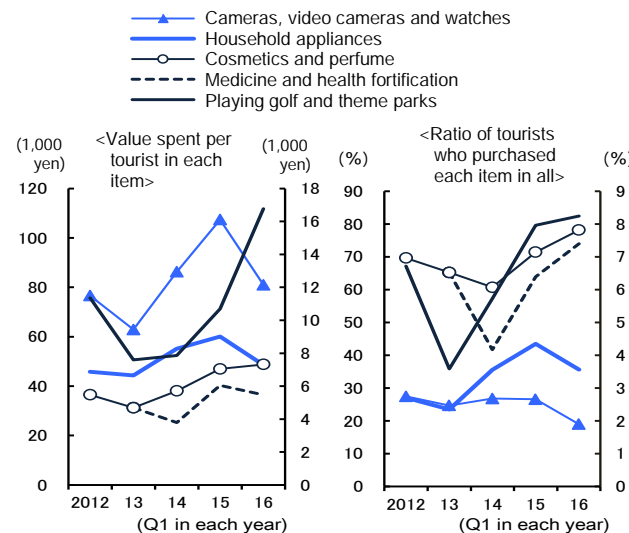 Cameras, video cameras and watches
Household appliances
Cosmetics and perfume
Medicine and health fortification
Playing golf and theme parks
(1,000
yen)
<Value spent per
tourist in each
item>
(1,000
yen)
120
100
80
60
40
20
0
18
16
14
12
10
8
6
4
2
0
2012 13 14 15 16
(Q1 in each year)
(%)
<Ratio of tourists
who purchased
each item in all>
(%)
90
80
70
60
50
40
30
20
10
0
9
8
7
6
5
4
3
2
1
0
2012 13 14 15 16
(Q1 in each year)